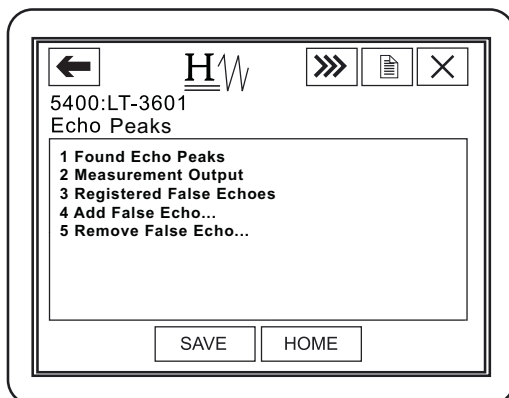 H
5400:LT-3601
Echo Peaks
1 Found Echo Peaks
2 Measurement Output
3 Registered False Echoes
4 Add False Echo...
5 Remove False Echo...
SAVE HOME